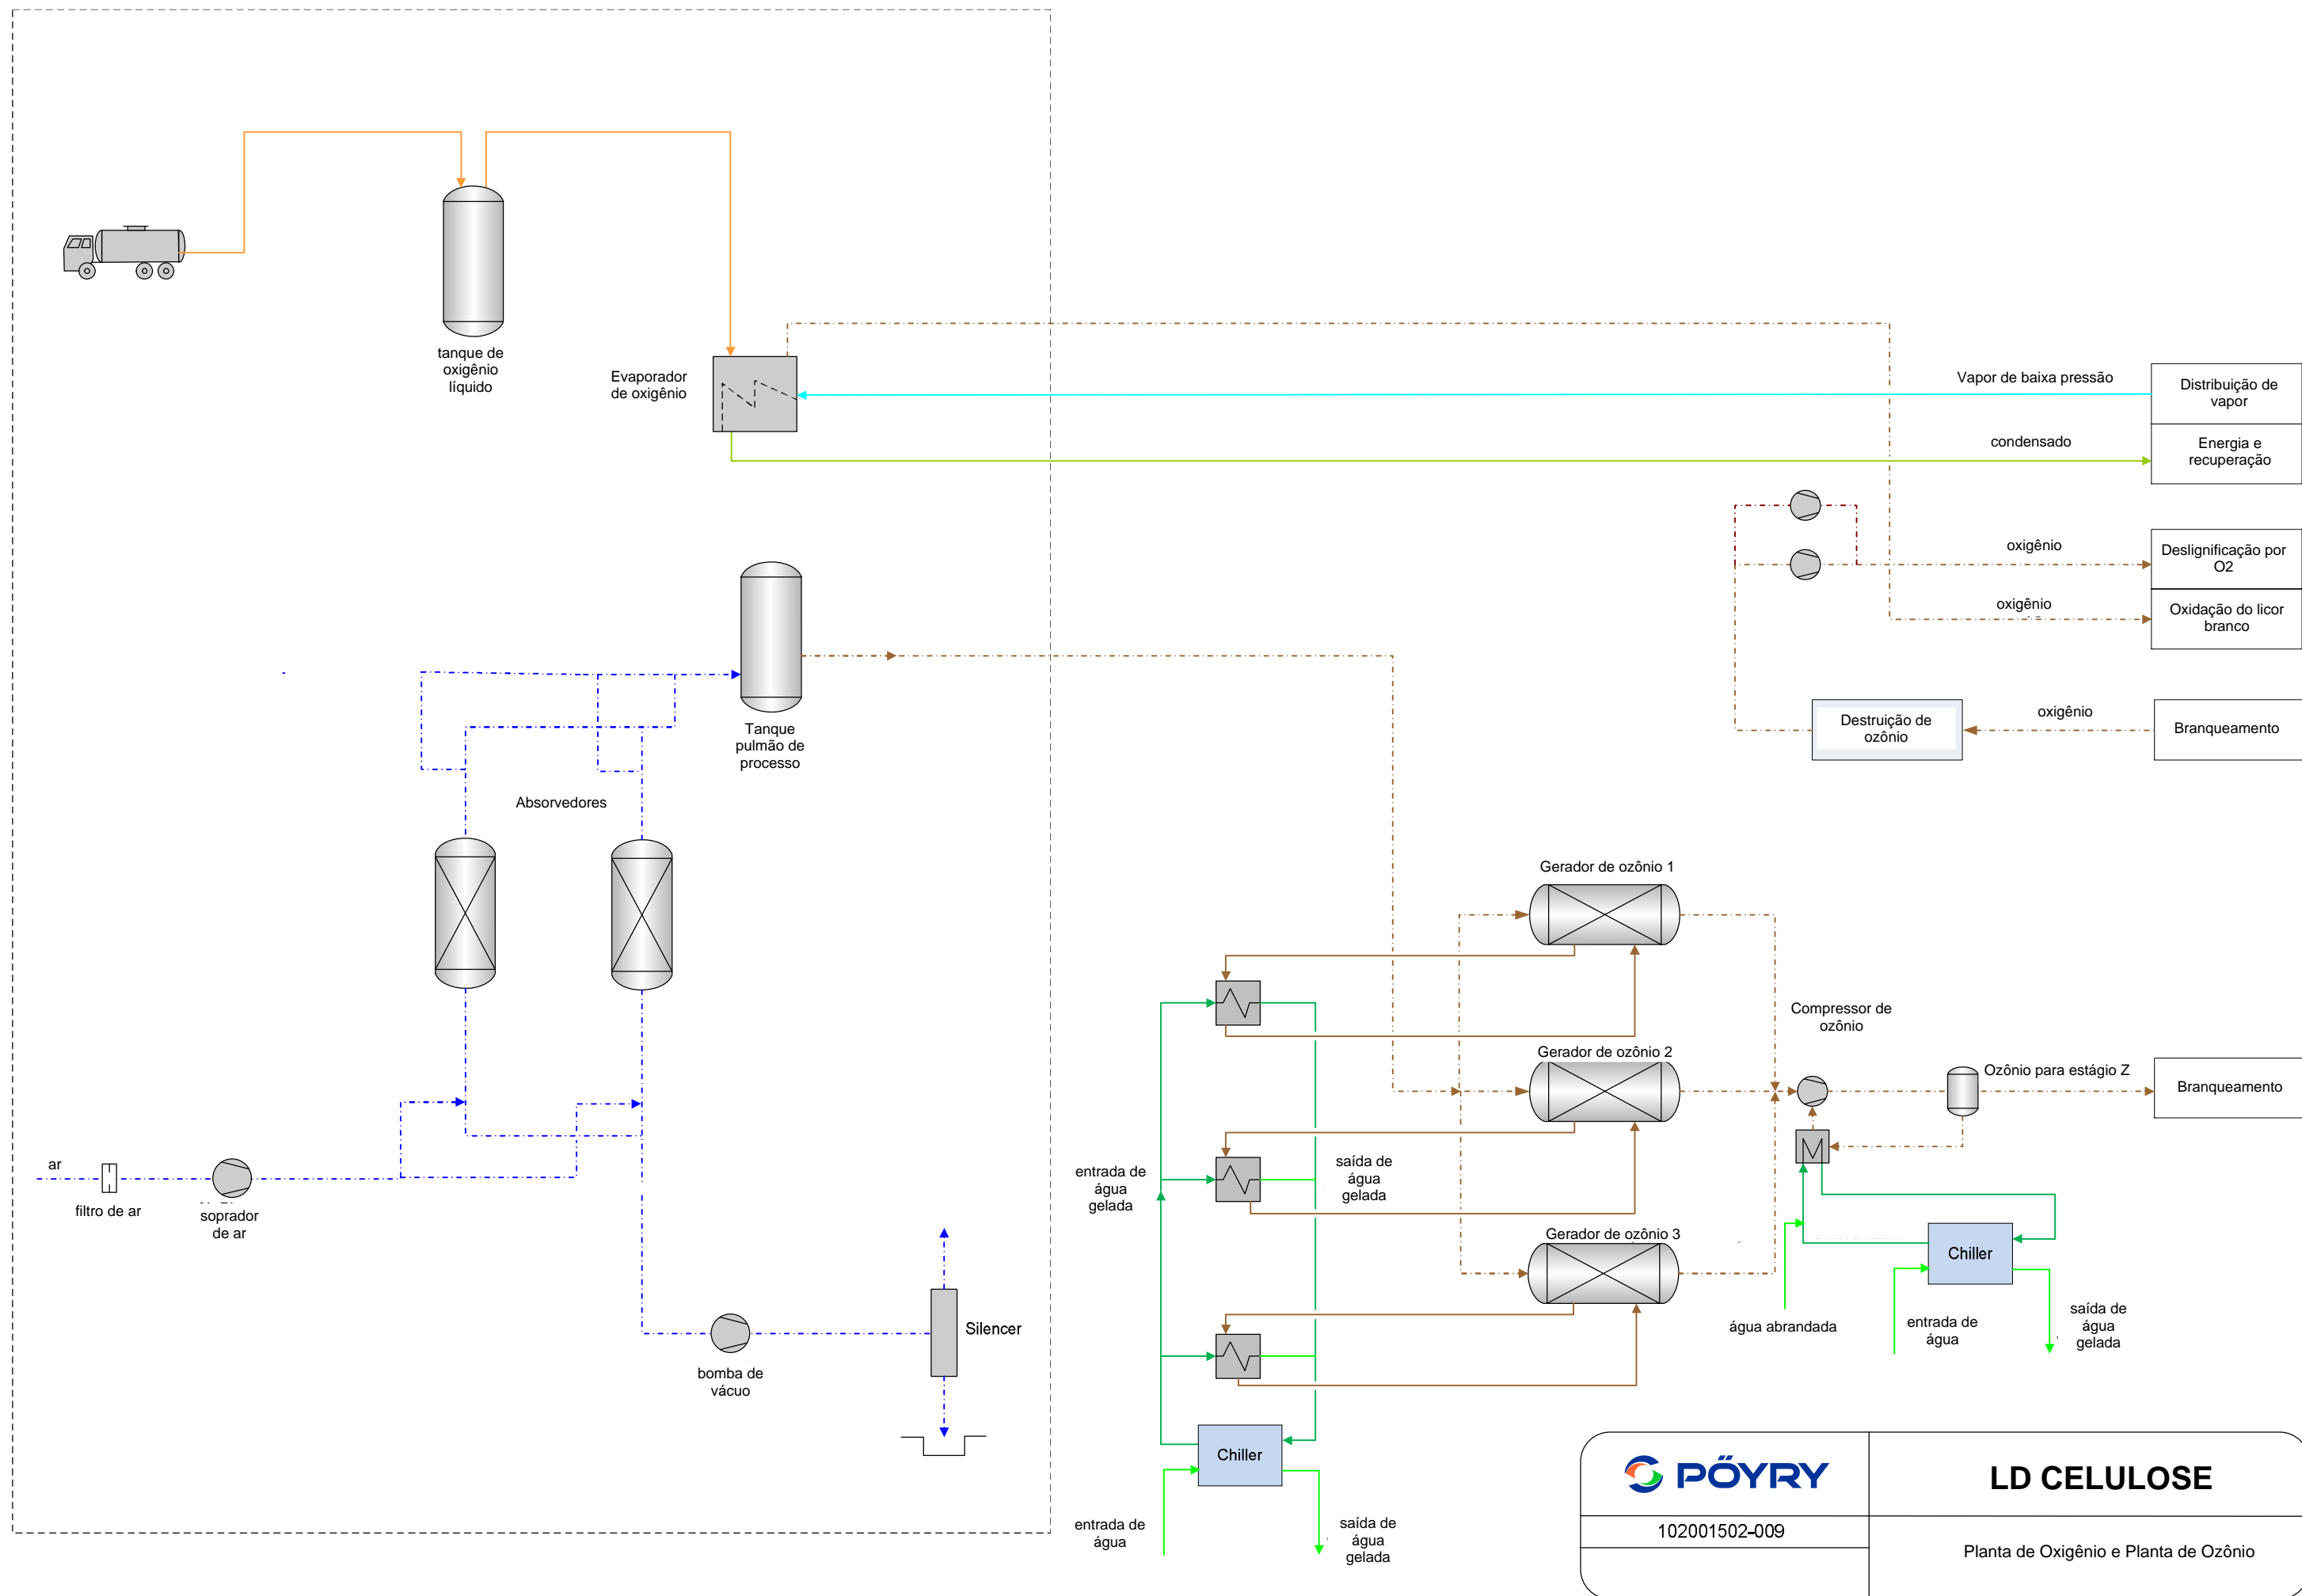 tanque de
oxigênio
líquido
Evaporador
de oxigênio
Vapor de baixa pressão
Distribuição de
vapor
condensado
Energia e
recuperação
oxigênio
Deslignificação por
O2
oxigênio
Oxidação do licor
branco
oxigênio
Destruição de
ozônio
Branqueamento
Tanque
pulmão de
processo
Absorvedores
Gerador de ozônio 1
Compressor de
ozônio
Gerador de ozônio 2
Ozônio para estágio Z
Branqueamento
ar
filtro de ar
soprador
de ar
entrada de
água
gelada
saída de
água
gelada
Gerador de ozônio 3
Chiller
água abrandada
entrada de
água
saída de
água
gelada
Silencer
bomba de
vácuo
Chiller
entrada de
água
saída de
água
gelada
PÖYRY
LD CELULOSE
102001502-009
Planta de Oxigênio e Planta de Ozônio